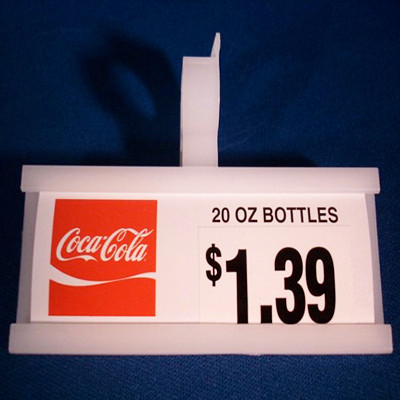 Coca-Cola
20 OZ BOTTLES
$1.39